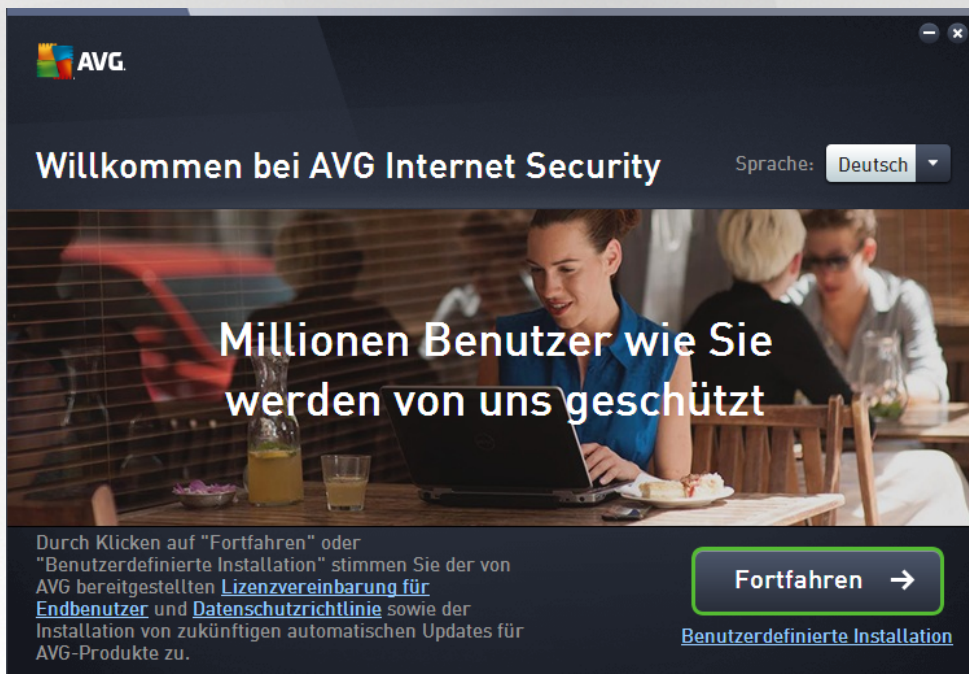 AVG.
Willkommen bei AVG Internet Security
Sprache:
Deutsch
Millionen Benutzer wie Sie
werden von uns geschützt
Durch Klicken auf "Fortfahren" oder
"Benutzerdefinierte Installation" stimmen Sie der von
AVG bereitgestellten Lizenzvereinbarung für
Endbenutzer und Datenschutzrichtlinie sowie der
Installation von zukünftigen automatischen Updates für
AVG-Produkte zu.
Fortfahren →
Benutzerdefinierte Installation